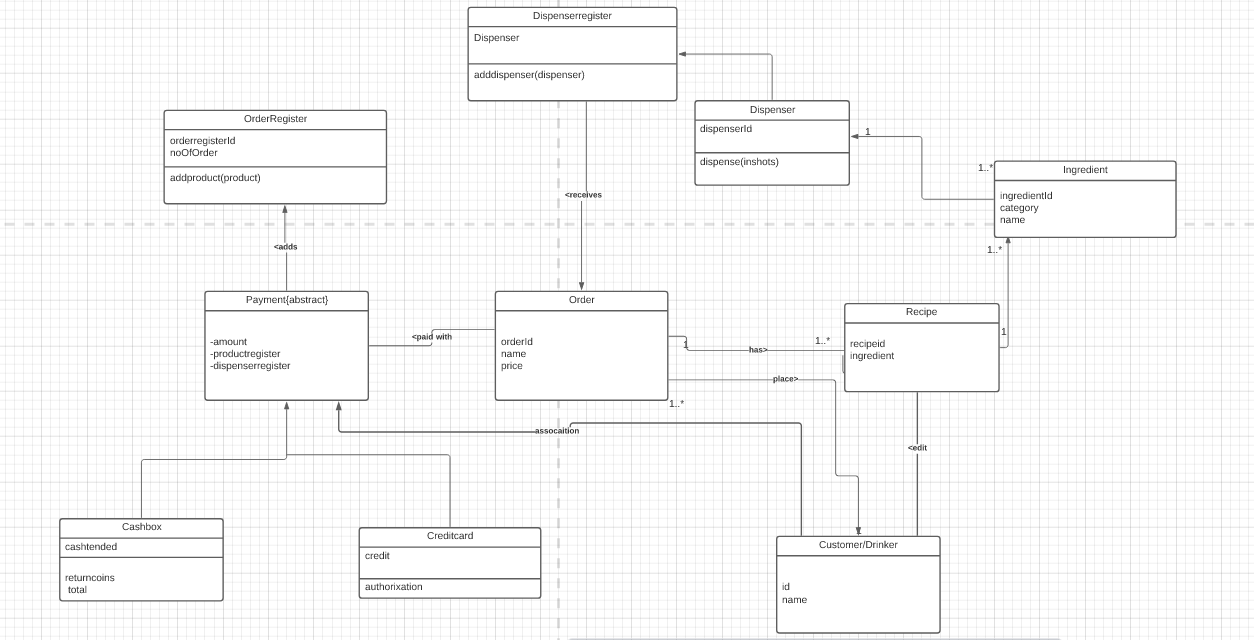 Dispenserregister
Dispenser
adddispenser(dispenser)
OrderRegister
orderregisterId
noOfOrder
addproduct(product)
Dispenser
dispenserId
dispense(inshots)
1
1..*
Ingredient
ingredientId
category
name
<receives
<adds
1..*
Payment{abstract}
-amount
-productregister
-dispenserregister
<paid with
Order
orderId
name
price
1
has>
1..*
Recipe
recipeid
ingredient
1
place>
1..*
assocaition
<edit
Cashbox
cashtended
returncoins
total
Creditcard
credit
authorixation
1
Customer/Drinker
id
name